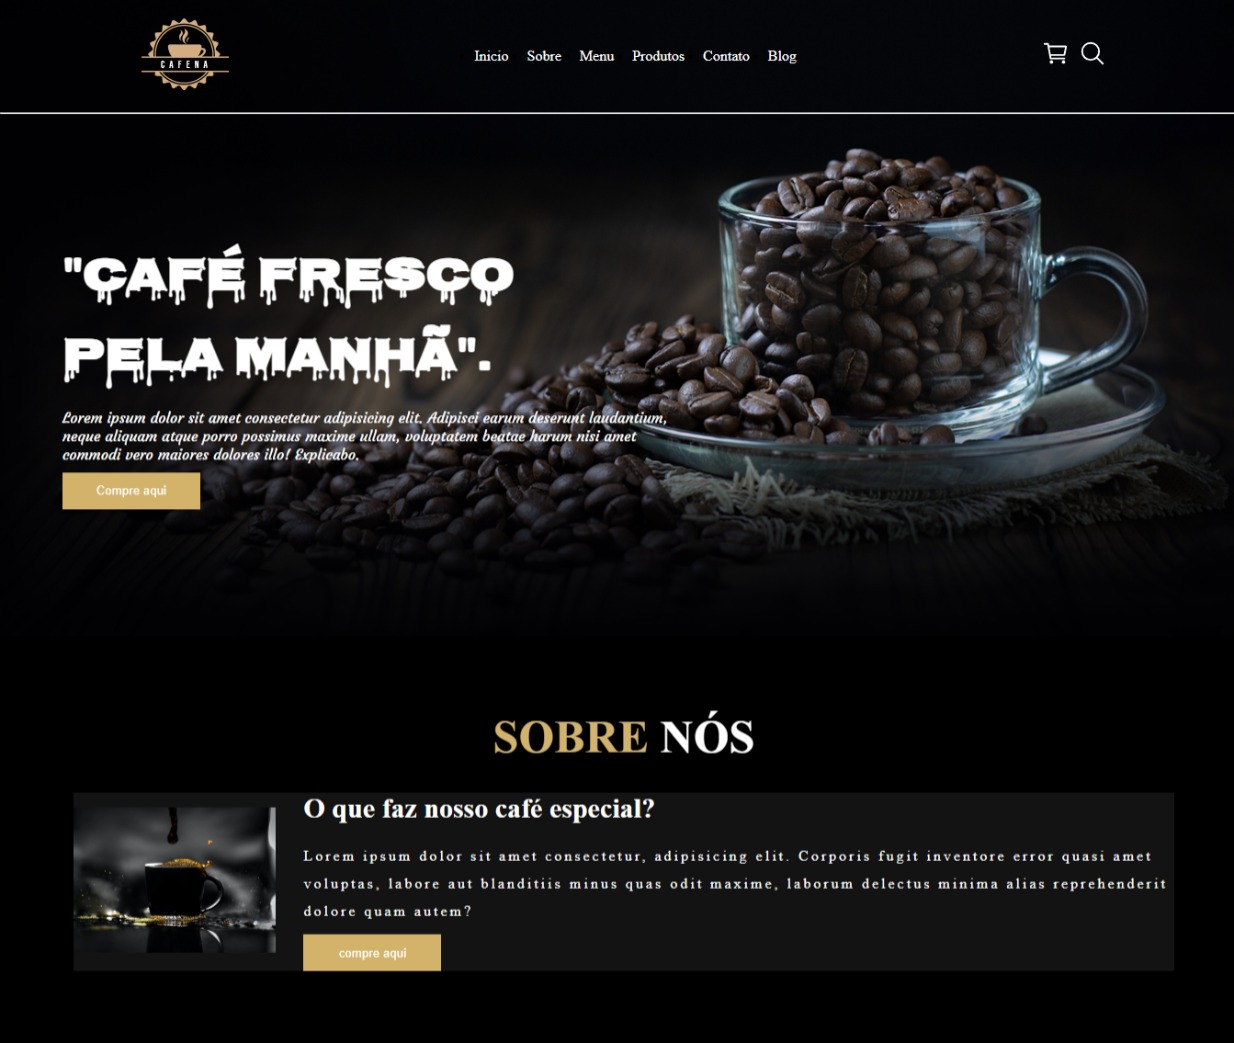 CAFENA
Inicio Sobre Menu Produtos Contato Blog
"CAFÉ FRESCO
PELA MANHÃ".
Lorem ipsum dolor sit amet consectetur adipisicing elit. Adipisci earum deserunt laudantium,
neque aliquam atque porro possimus maxime ullam, voluptatem beatae harum nisi amet
commodi vero maiores dolores illo! Explicabo.
Compre aqui
SOBRE NÓS
O que faz nosso café especial?
Lorem ipsum dolor sit amet consectetur, adipisicing elit. Corporis fugit inventore error quasi amet
voluptas, labore aut blanditiis minus quas odit maxime, laborum delectus minima alias reprehenderit
dolore quam autem?
compre aqui